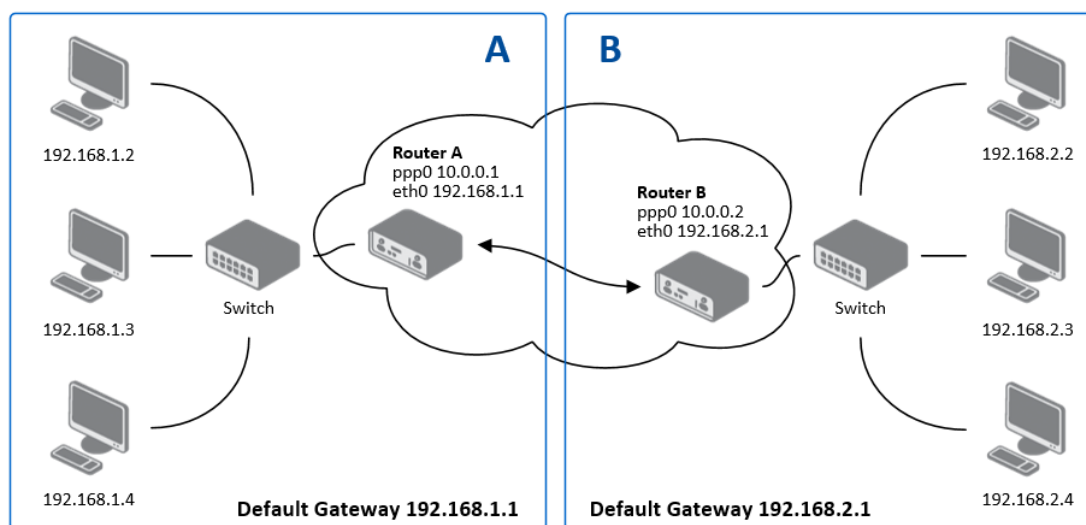 A
B
192.168.1.2
192.168.1.3
192.168.1.4
Switch
Router A
ppp0 10.0.0.1
eth0 192.168.1.1
Default Gateway 192.168.1.1
Router B
ppp0 10.0.0.2
eth0 192.168.2.1
Switch
192.168.2.2
192.168.2.3
192.168.2.4
Default Gateway 192.168.2.1